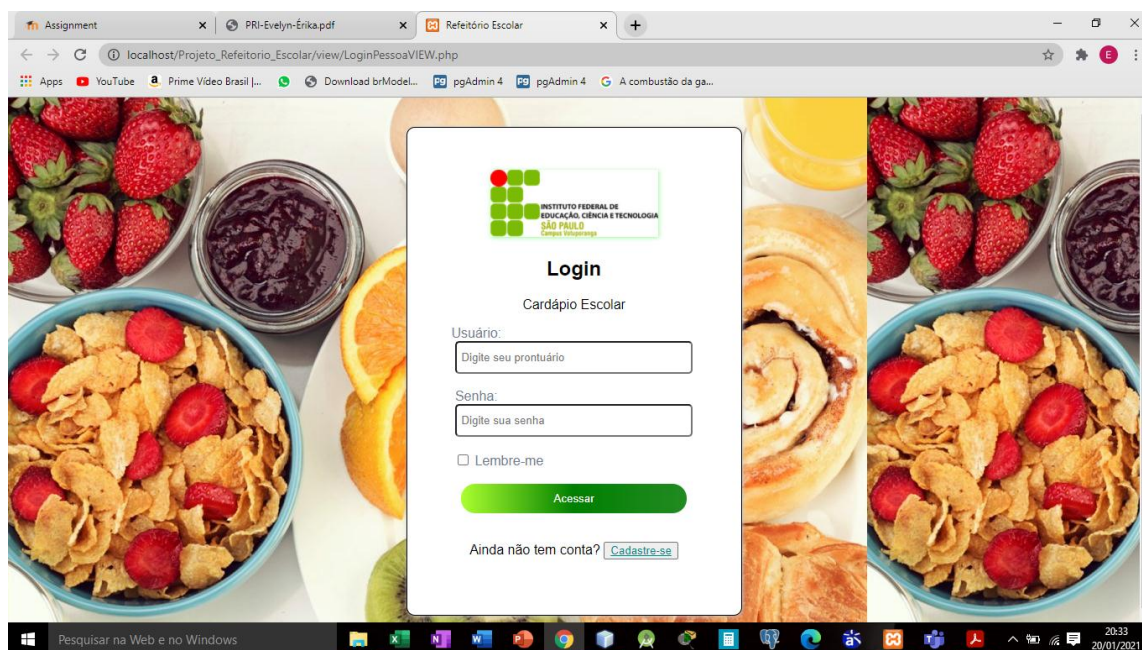 Assignment
PRI-Evelyn-Érika.pdf
Refeitório Escolar
localhost/Projeto_Refeitorio_Escolar/view/LoginPessoaVIEW.php
E
Apps
YouTube
Prime Vídeo Brasil |...
Download brModel...
pgAdmin 4
pgAdmin 4
A combustão da ga...
INSTITUTO FEDERAL DE
EDUCAÇÃO, CIÊNCIA E TECNOLOGIA
SÃO PAULO
Campus Votuporanga
Login
Cardápio Escolar
Usuário:
Digite seu prontuário
Senha:
Digite sua senha
Lembre-me
Acessar
Ainda não tem conta? Cadastre-se
Pesquisar na Web e no Windows
20:33
20/01/2021